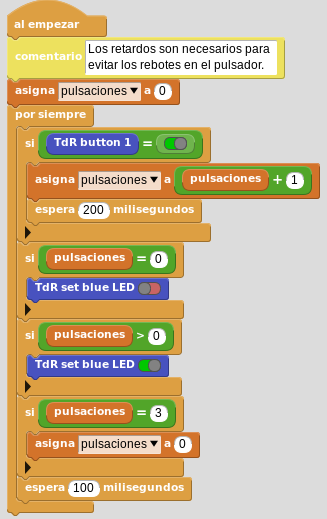 al empezar
comentario Los retardos son necesarios para
evitar los rebotes en el pulsador.
asigna pulsaciones a 0
por siempre
si TdR button 1 =
asigna pulsaciones a pulsaciones + 1
espera 200 milisegundos
si pulsaciones = 0
TdR set blue LED
si pulsaciones > 0
TdR set blue LED
si pulsaciones = 3
asigna pulsaciones a 0
espera 100 milisegundos